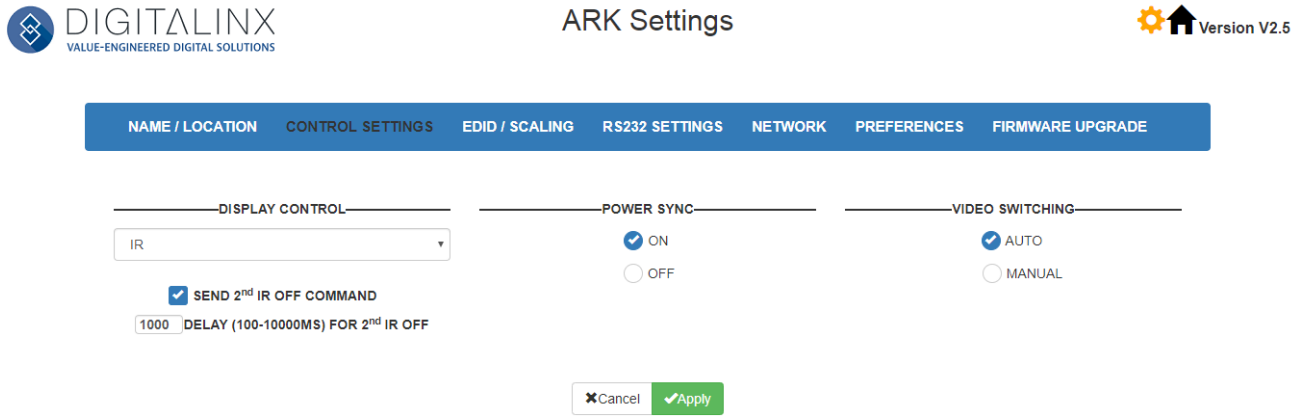 DIGITALINX
VALUE-ENGINEERED DIGITAL SOLUTIONS
ARK Settings
Version V2.5
NAME / LOCATION CONTROL SETTINGS EDID / SCALING RS232 SETTINGS NETWORK PREFERENCES FIRMWARE UPGRADE
DISPLAY CONTROL
IR
SEND 2nd IR OFF COMMAND
1000 DELAY (100-10000MS) FOR 2nd IR OFF
POWER SYNC
ON
OFF
VIDEO SWITCHING
AUTO
MANUAL
Cancel Apply